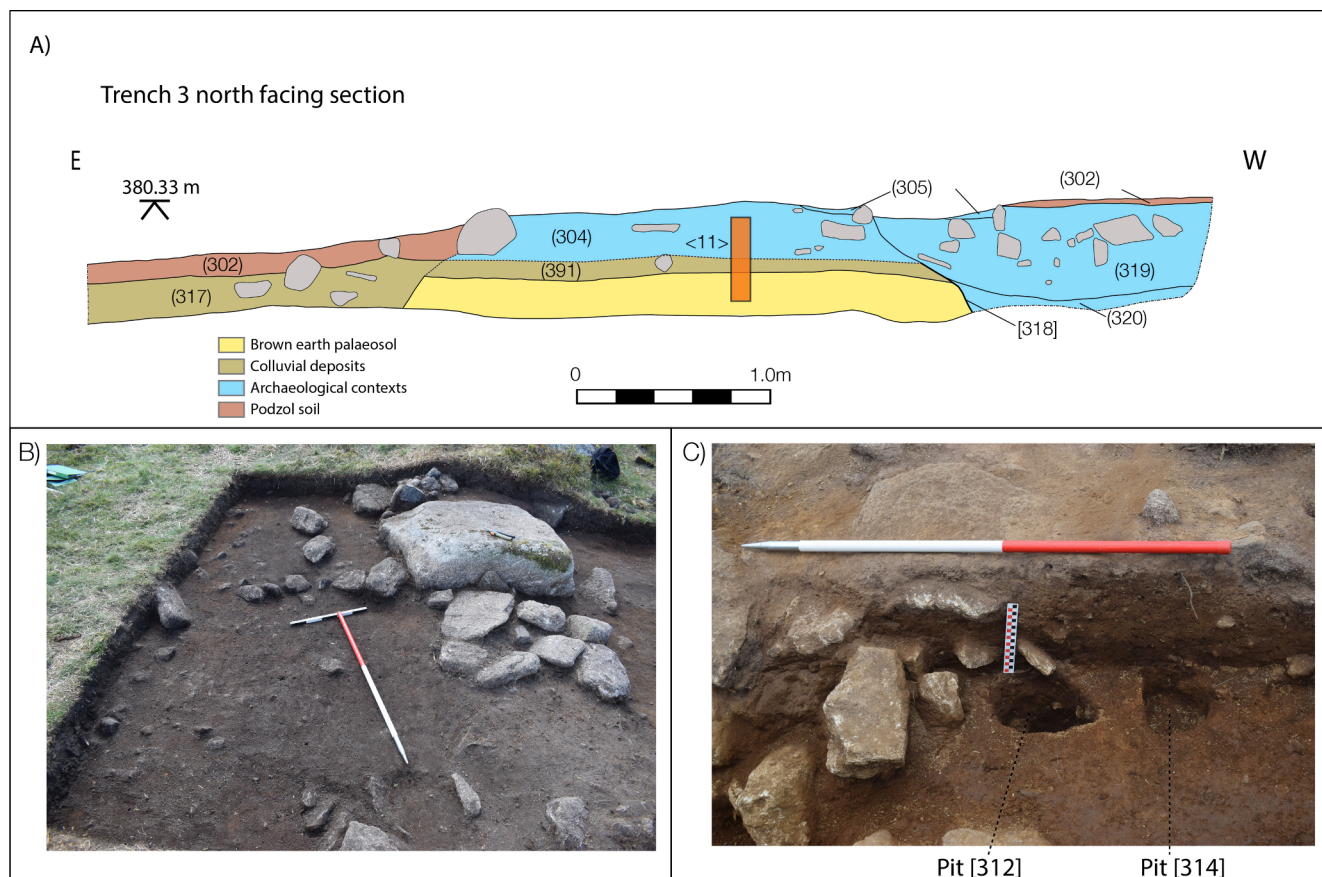 A)
Trench 3 north facing section
E
W
380.33 m
(305)
(302)
(304)
<11>
(302)
(391)
(319)
(317)
[318]
(320)
Brown earth palaeosol
Colluvial deposits
Archaeological contexts
Podzol soil
0
1.0m
B)
C)
Pit [312]
Pit [314]